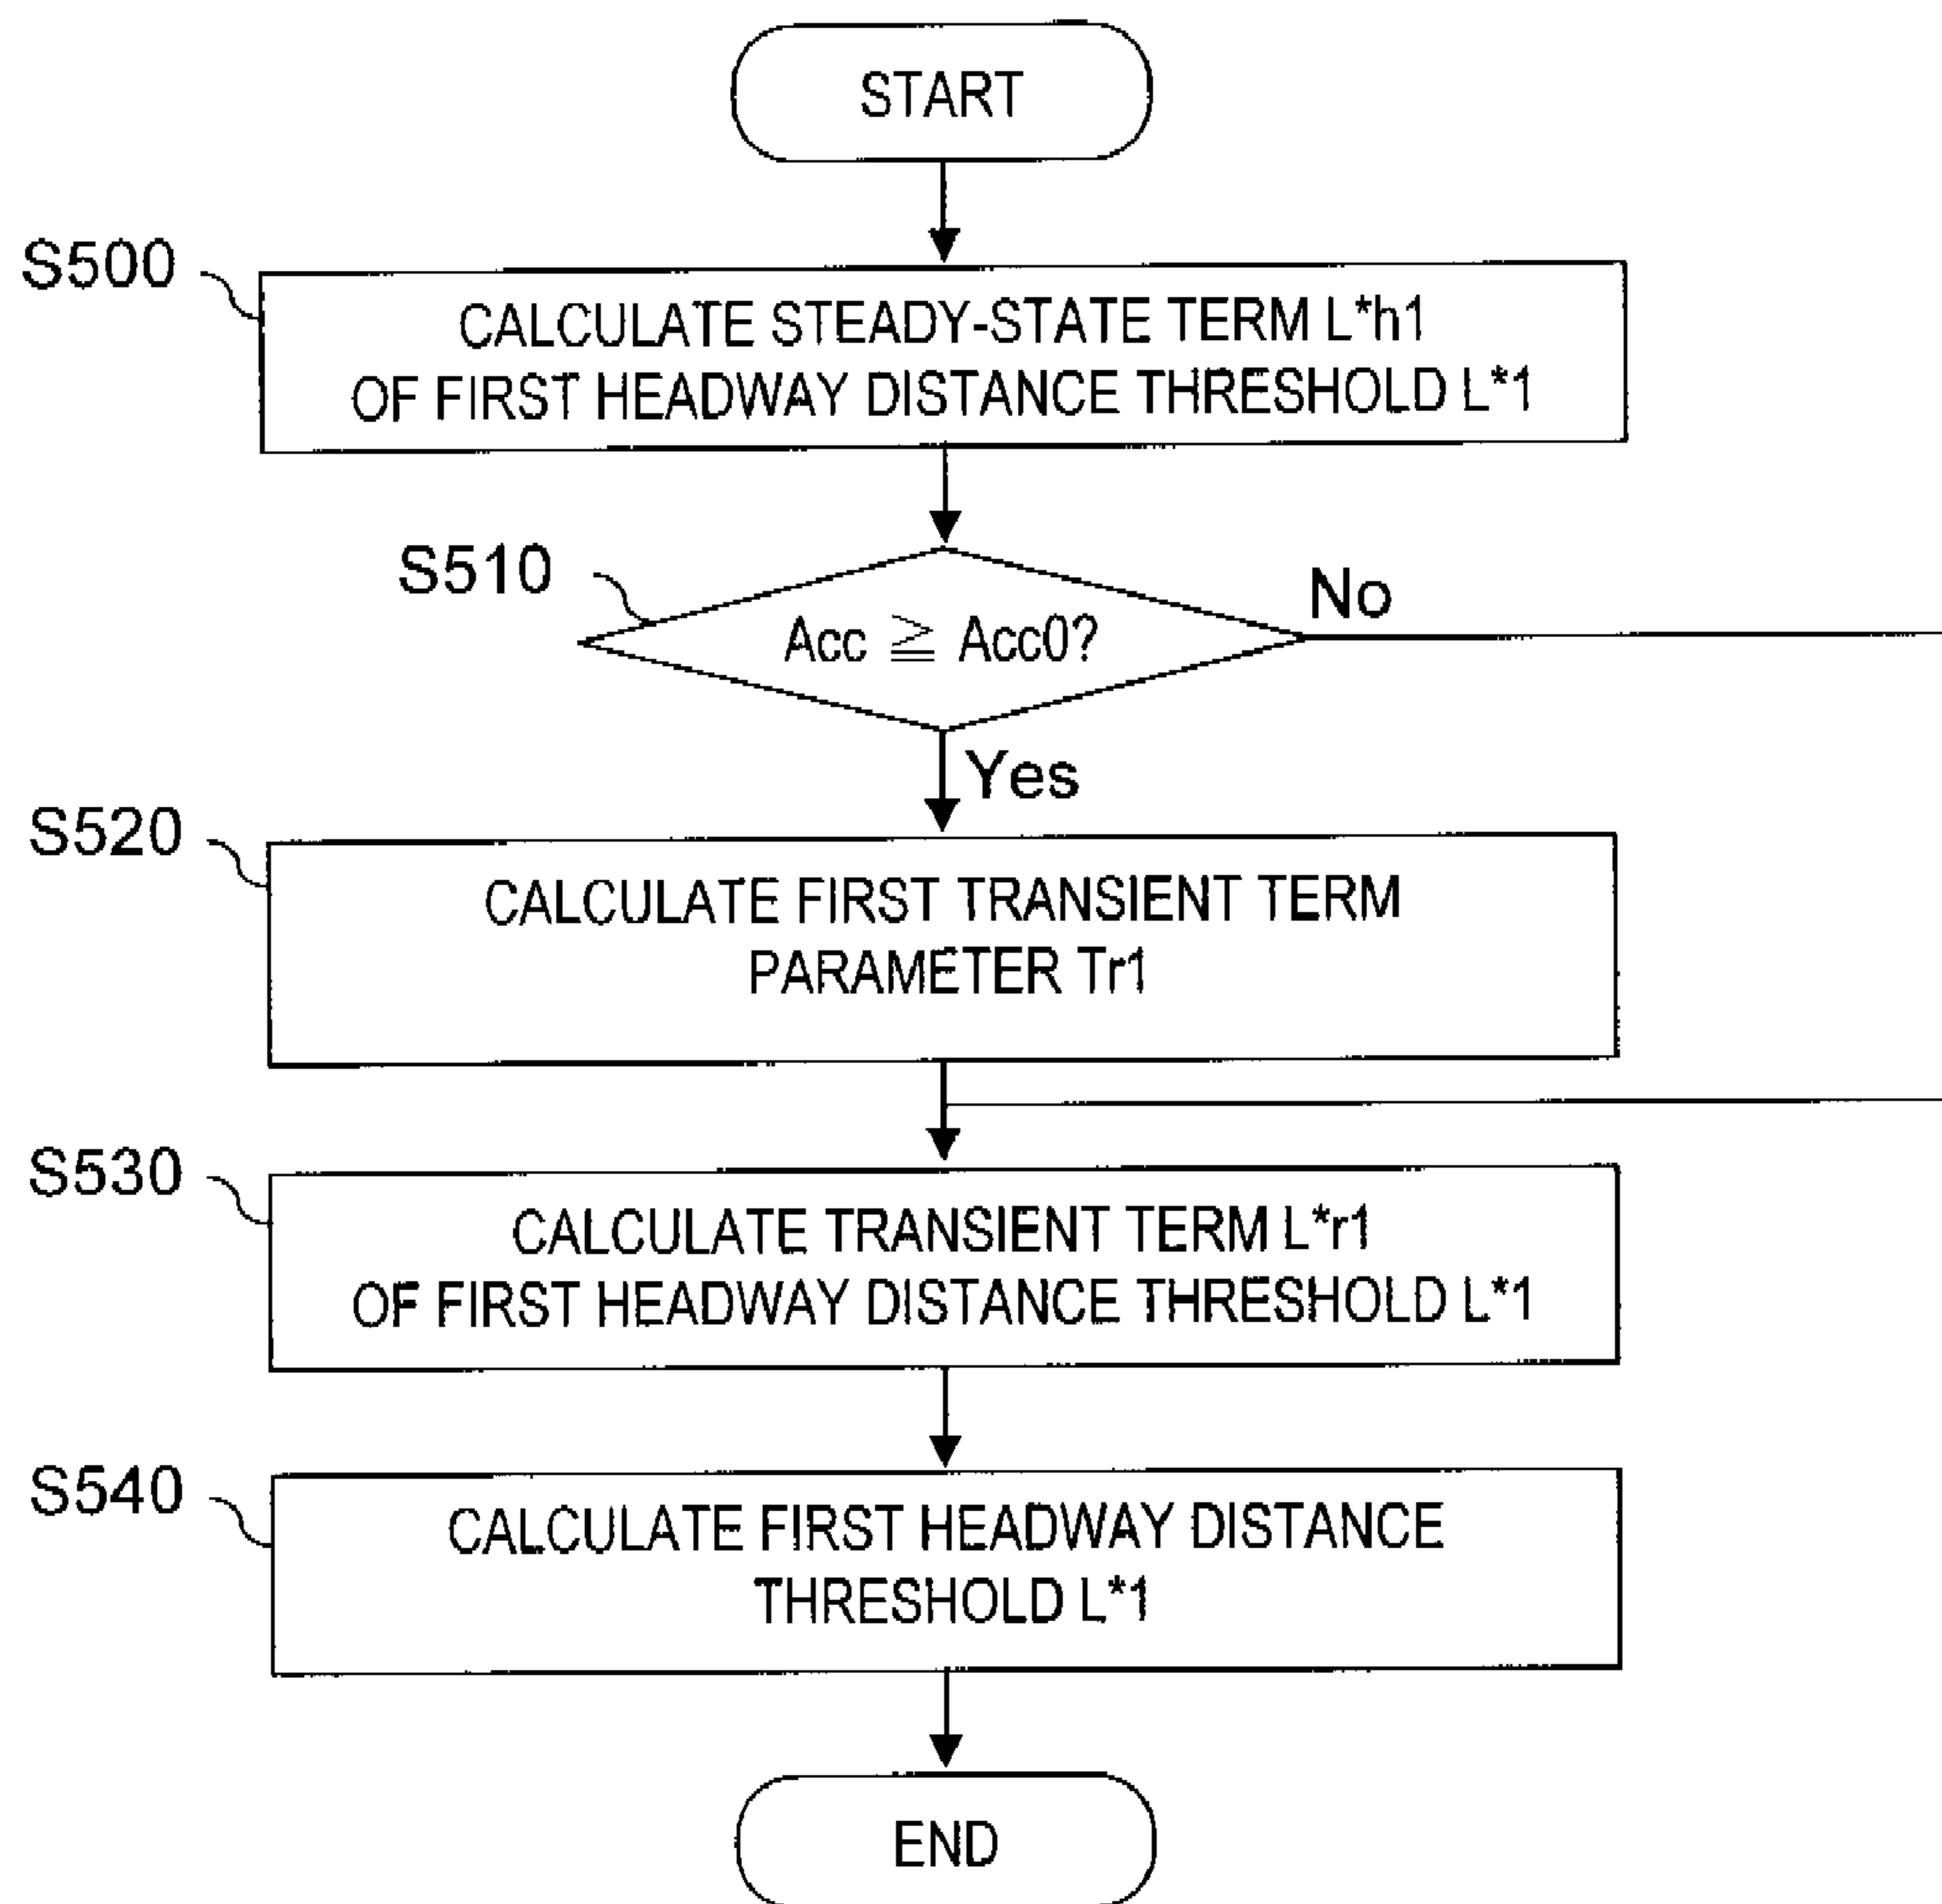 START
S500
CALCULATE STEADY-STATE TERM L*h1
OF FIRST HEADWAY DISTANCE THRESHOLD L*1
S510
Acc ≧ Acc0?
No
Yes
S520
CALCULATE FIRST TRANSIENT TERM
PARAMETER Tr1
S530
CALCULATE TRANSIENT TERM L*r1
OF FIRST HEADWAY DISTANCE THRESHOLD L*1
S540
CALCULATE FIRST HEADWAY DISTANCE
THRESHOLD L*1
END